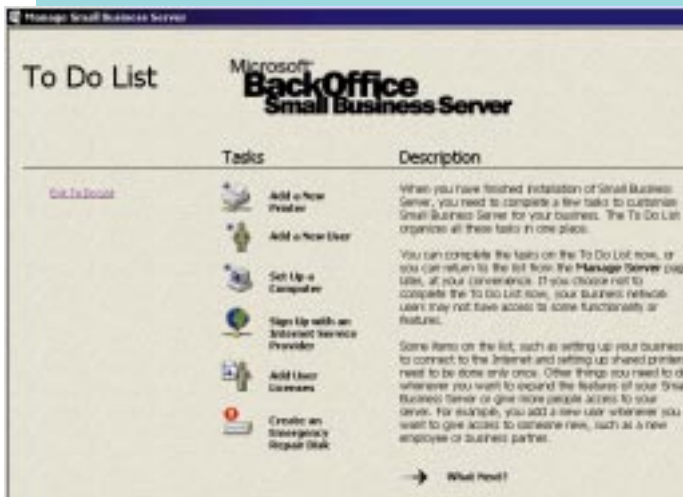 Manage Small Business Server
To Do List
Microsoft
BackOffice
Small Business Server
Tasks
Description
Exit To Do List
Add a New
Printer
Add a New User
Set Up a
Computer
Sign Up with an
Internet Service
Provider
Add User
Licenses
Create an
Emergency
Repair Disk
When you have finished installation of Small Business
Server, you need to complete a few tasks to customize
Small Business Server for your business. The To Do List
organizes all these tasks in one place.
You can complete the tasks on the To Do List now, or
you can return to the list from the Manage Server page
later, at your convenience. If you choose not to
complete the To Do List now, your business network
users may not have access to some functionality or
features.
Some items on the list, such as setting up your business
to connect to the Internet and setting up shared printers
need to be done only once. Other things you need to d
whenever you want to expand the features of your Sma
Business Server or give more people access to your
server. For example, you add a new user whenever you
want to give access to someone new, such as a new
employee or business partner.
What Next?